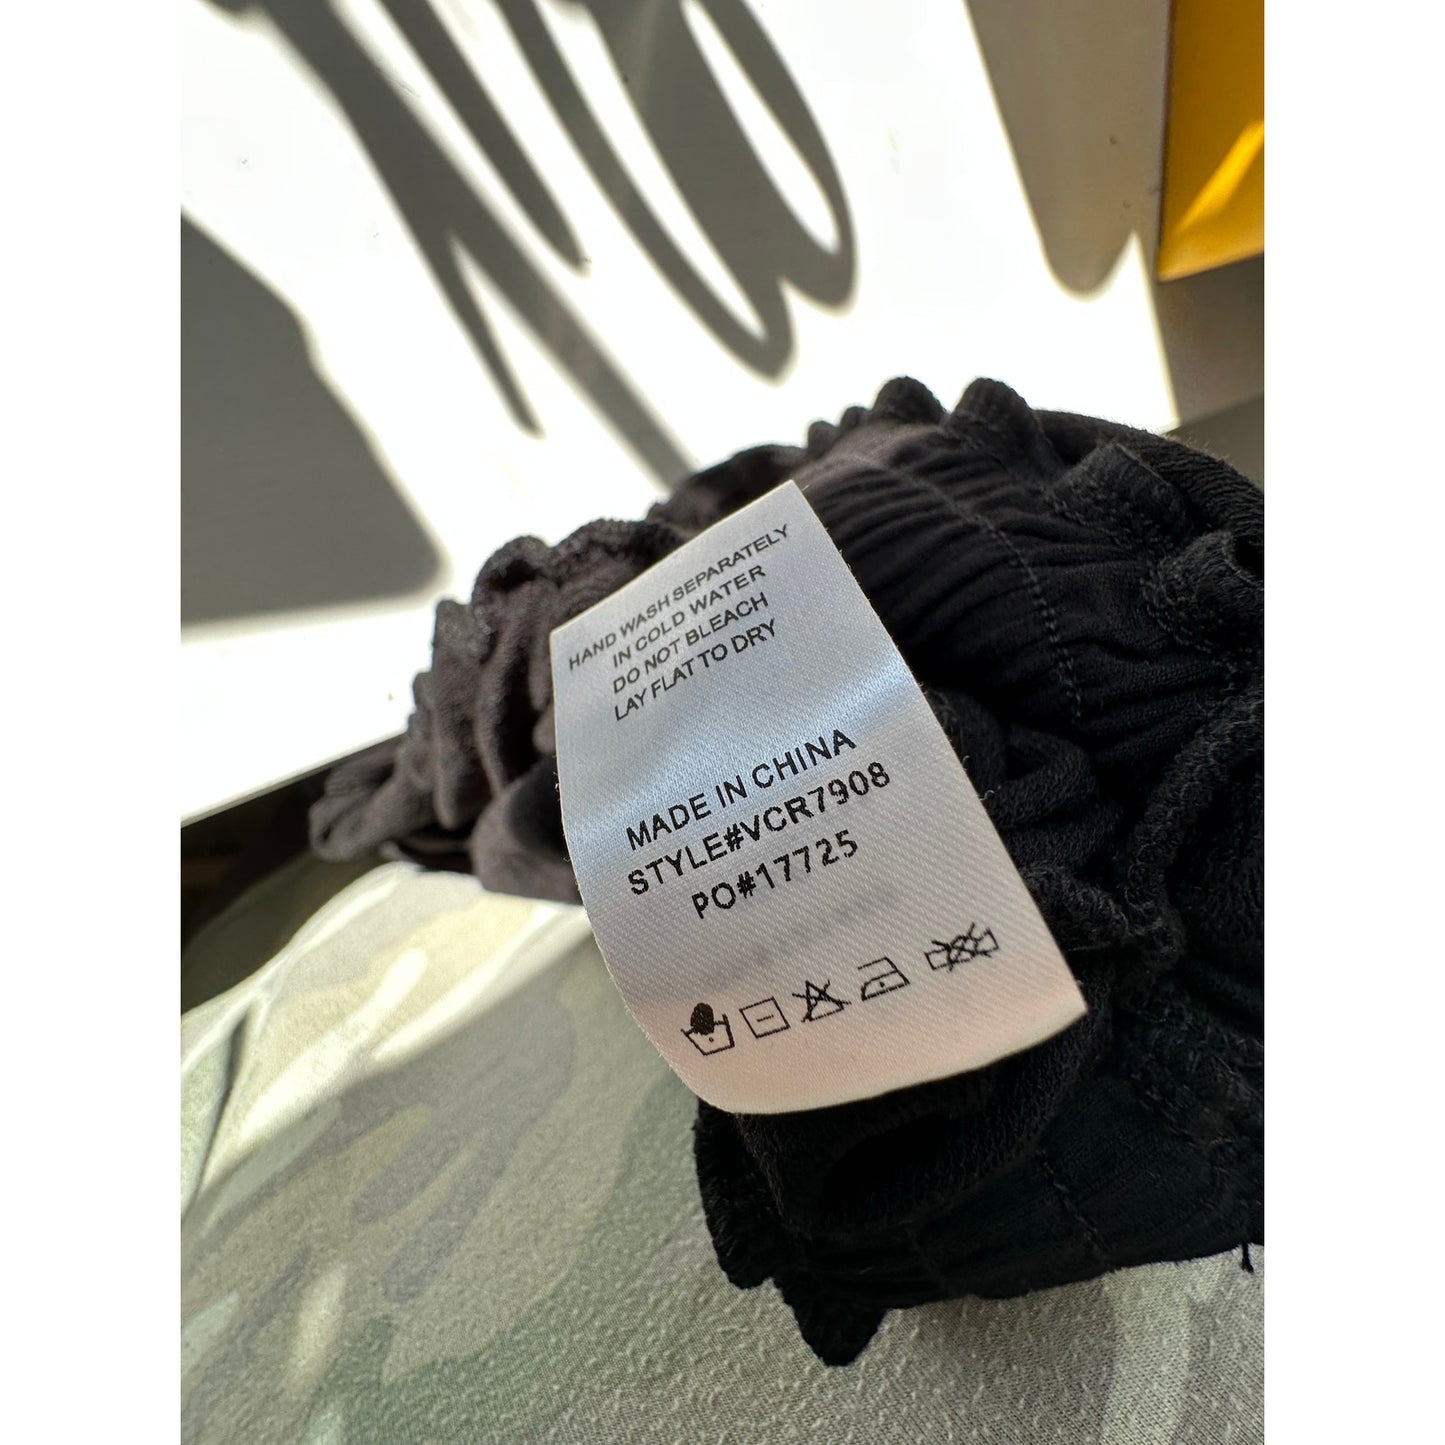 HAND WASH SEPARATELY
IN COLD WATER
DO NOT BLEACH
LAY FLAT TO DRY
MADE IN CHINA
STYLE#VCR7908
PO#17725